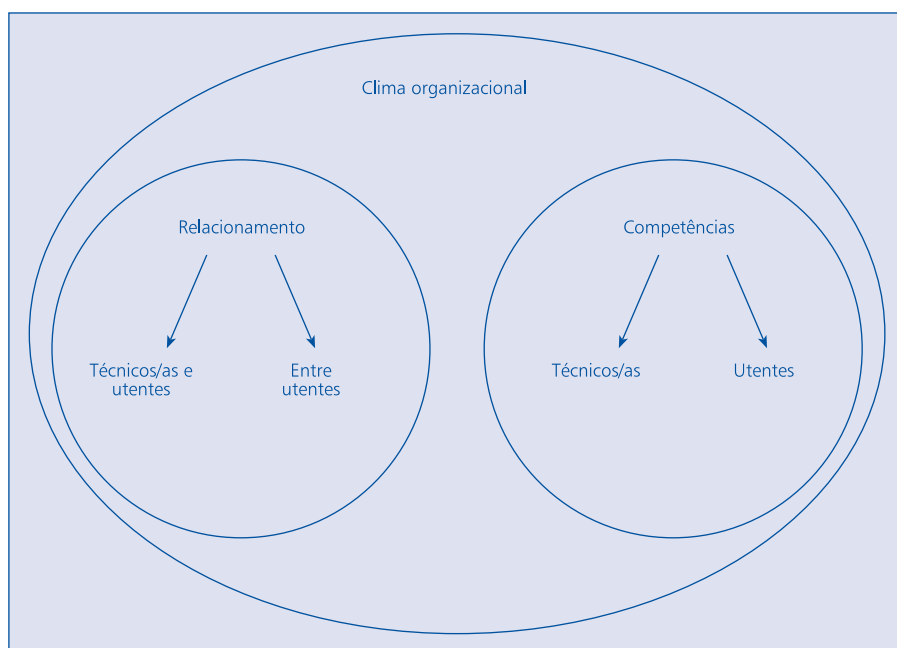 Clima organizacional
Relacionamento
Técnicos/as e
utentes
Entre
utentes
Competências
Técnicos/as
Utentes